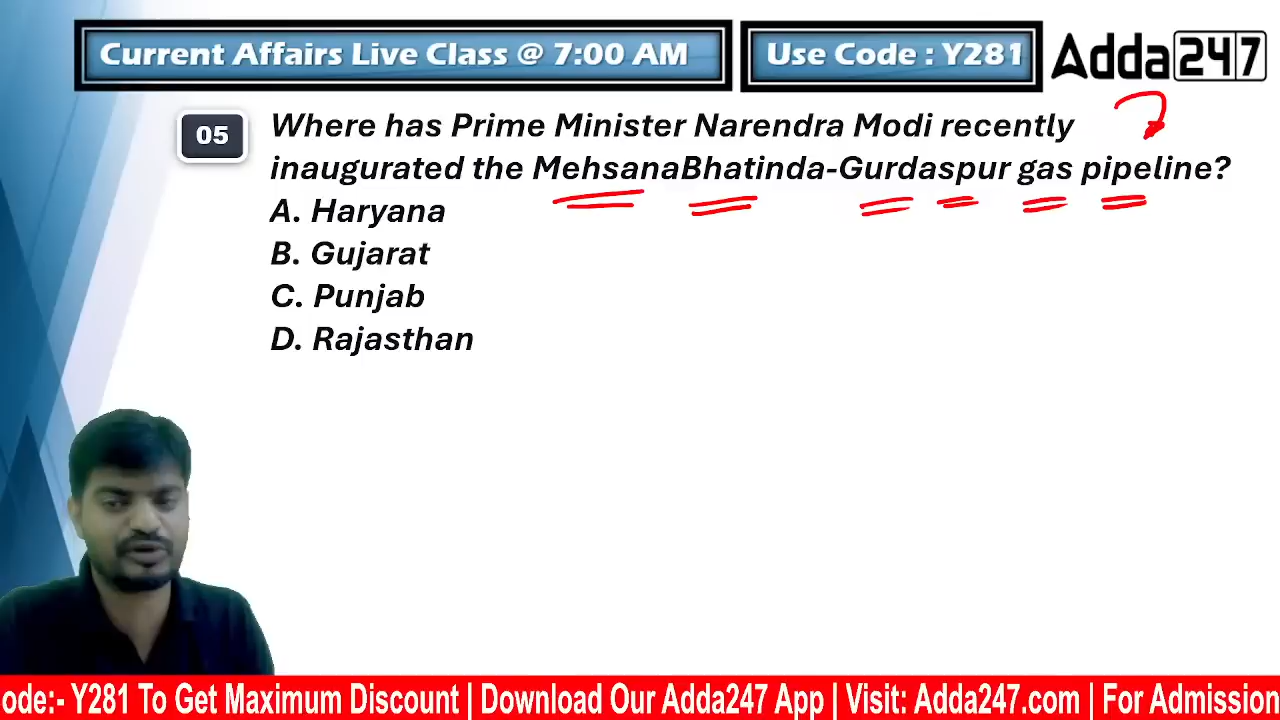 Current Affairs Live Class @ 7:00 AM
Use Code : Y281
Adda247
05
Where has Prime Minister Narendra Modi recently
inaugurated the MehsanaBhatinda-Gurdaspur gas pipeline?
A. Haryana
B. Gujarat
C. Punjab
D. Rajasthan
ode:- Y281 To Get Maximum Discount | Download Our Adda247 App | Visit: Adda247.com | For Admission